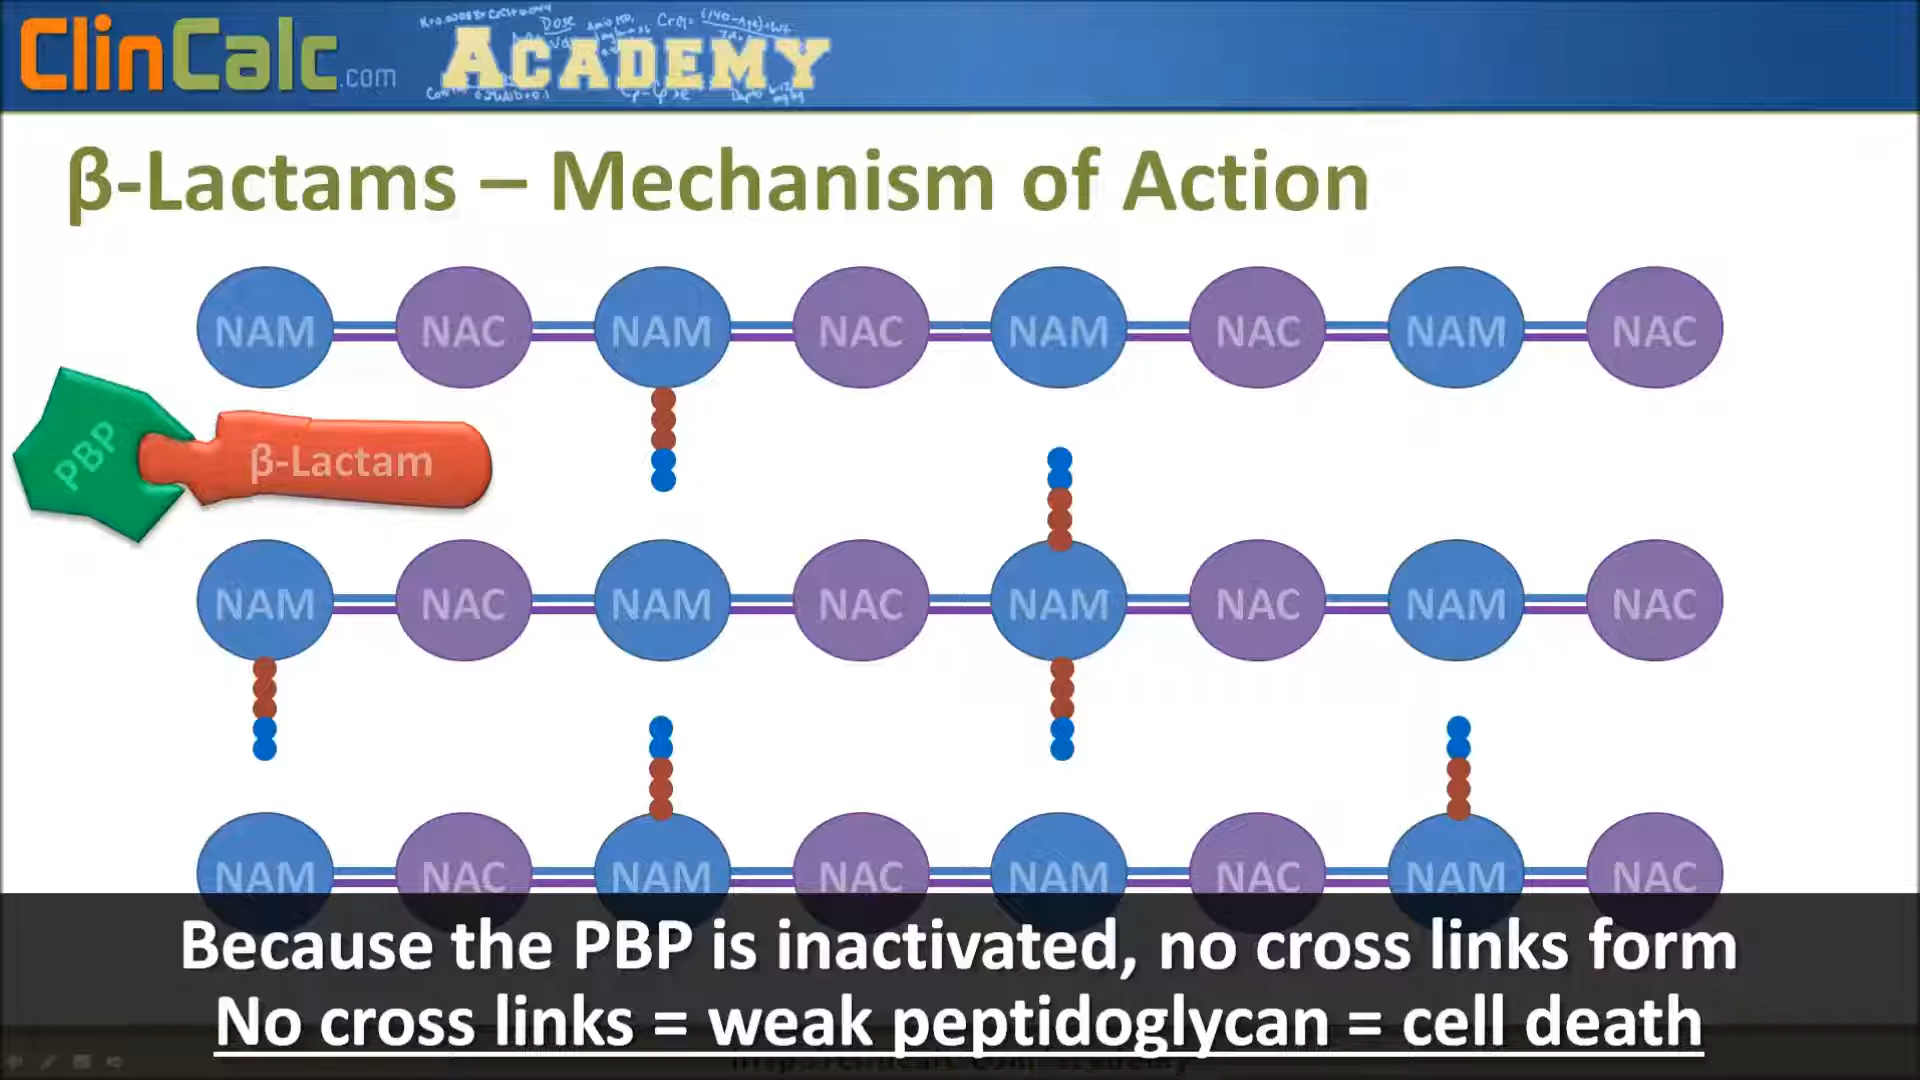 ClinCalc.com ACADEMY
β-Lactams – Mechanism of Action
NAM NAC NAM NAC NAM NAC NAM NAC
PBP β-Lactam
NAM NAC NAM NAC NAM NAC NAM NAC
NAM NAC NAM NAC NAM NAC NAM NAC
Because the PBP is inactivated, no cross links form
No cross links = weak peptidoglycan = cell death